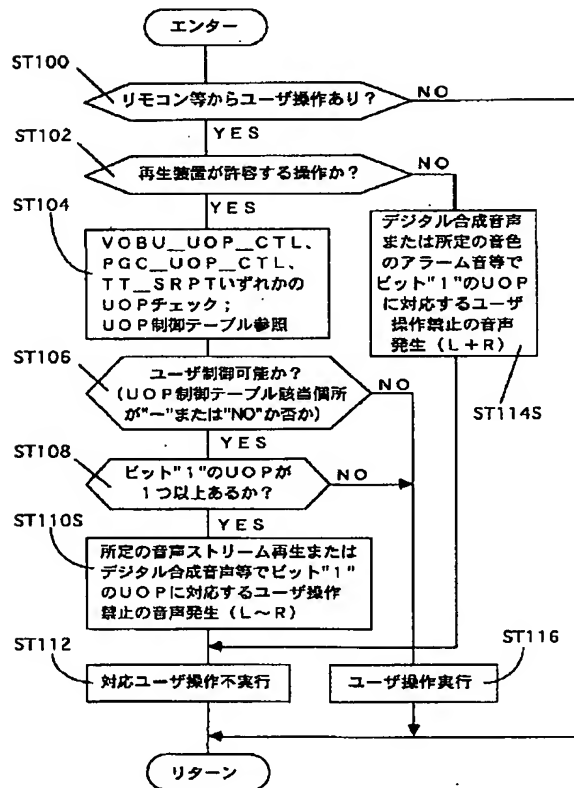 エンター
ST100
リモコン等からユーザ操作あり？
NO
YES
ST102
再生装置が許容する操作か？
NO
YES
ST104
VOBU__UOP__CTL、
PGC__UOP__CTL、
TT__SRPTいずれかの
UOPチェック；
UOP制御テーブル参照
デジタル合成音声
または所定の音色
のアラーム音等で
ビット"1"のUOP
に対応するユーザ
操作禁止の音声
発生（L＋R）
ST114S
ST106
ユーザ制御可能か？
（UOP制御テーブル該当個所
が"−"または"NO"か否か）
NO
YES
ST108
ビット"1"のUOPが
1つ以上あるか？
NO
YES
ST110S
所定の音声ストリーム再生または
デジタル合成音声等でビット"1"
のUOPに対応するユーザ操作
禁止の音声発生（L〜R）
ST112
対応ユーザ操作不実行
ST116
ユーザ操作実行
リターン